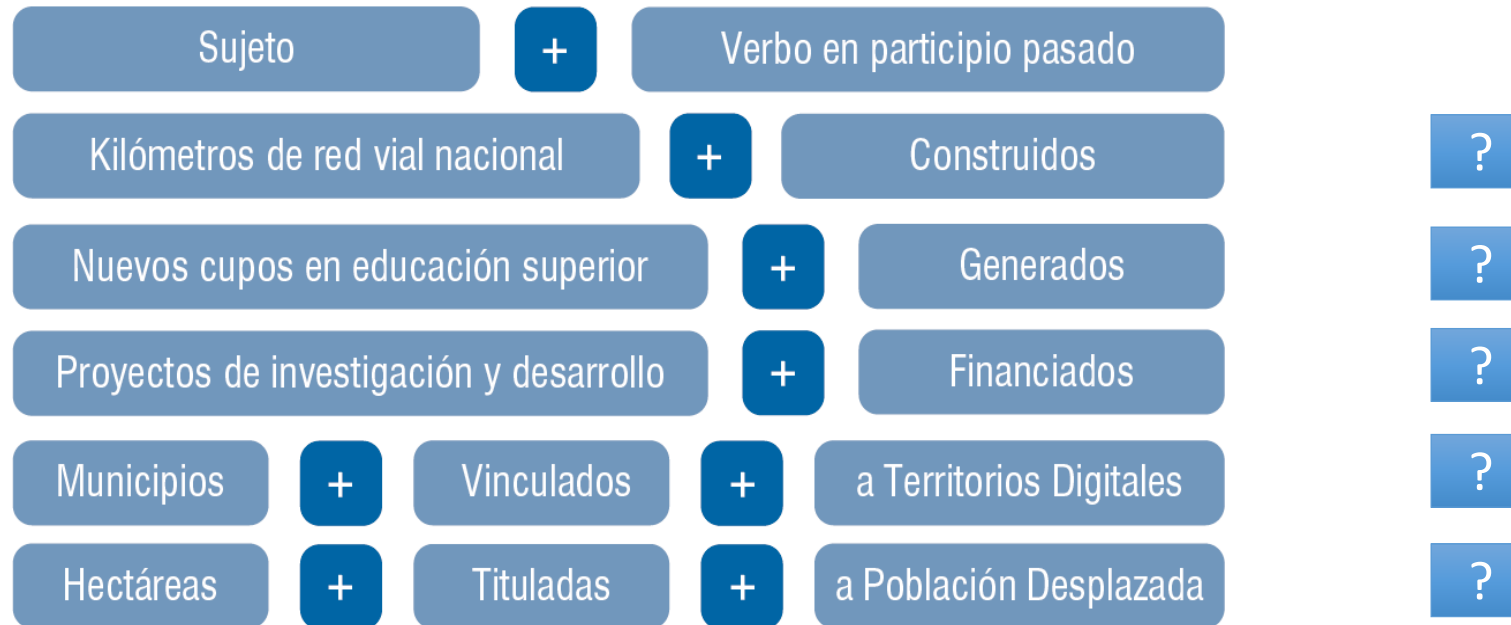 Sujeto + Verbo en participio pasado
Kilómetros de red vial nacional + Construidos ?
Nuevos cupos en educación superior + Generados ?
Proyectos de investigación y desarrollo + Financiados ?
Municipios + Vinculados + a Territorios Digitales ?
Hectáreas + Tituladas + a Población Desplazada ?